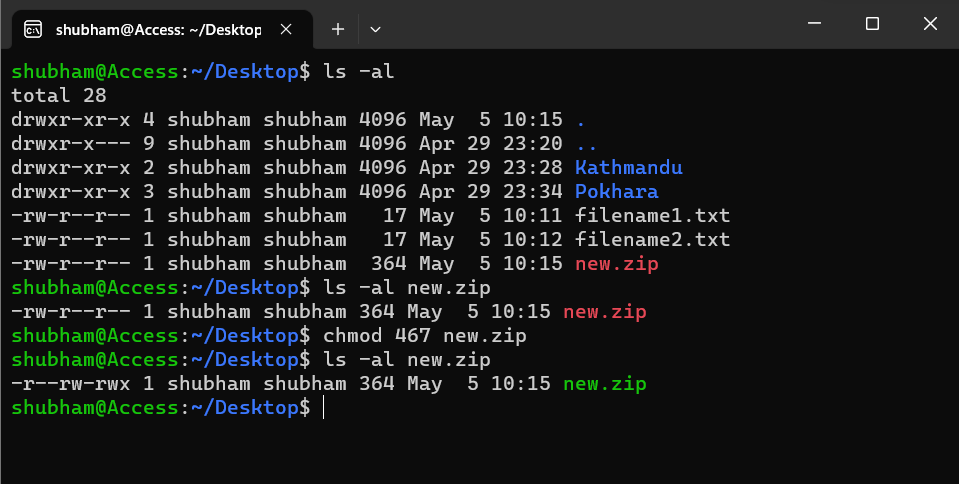 shubham@Access: ~/Desktop
shubham@Access:~/Desktop$ ls -al
total 28
drwxr-xr-x 4 shubham shubham 4096 May  5 10:15 .
drwxr-x--- 9 shubham shubham 4096 Apr 29 23:20 ..
drwxr-xr-x 2 shubham shubham 4096 Apr 29 23:28 Kathmandu
drwxr-xr-x 3 shubham shubham 4096 Apr 29 23:34 Pokhara
-rw-r--r-- 1 shubham shubham   17 May  5 10:11 filename1.txt
-rw-r--r-- 1 shubham shubham   17 May  5 10:12 filename2.txt
-rw-r--r-- 1 shubham shubham  364 May  5 10:15 new.zip
shubham@Access:~/Desktop$ ls -al new.zip
-rw-r--r-- 1 shubham shubham 364 May  5 10:15 new.zip
shubham@Access:~/Desktop$ chmod 467 new.zip
shubham@Access:~/Desktop$ ls -al new.zip
-r--rw-rwx 1 shubham shubham 364 May  5 10:15 new.zip
shubham@Access:~/Desktop$